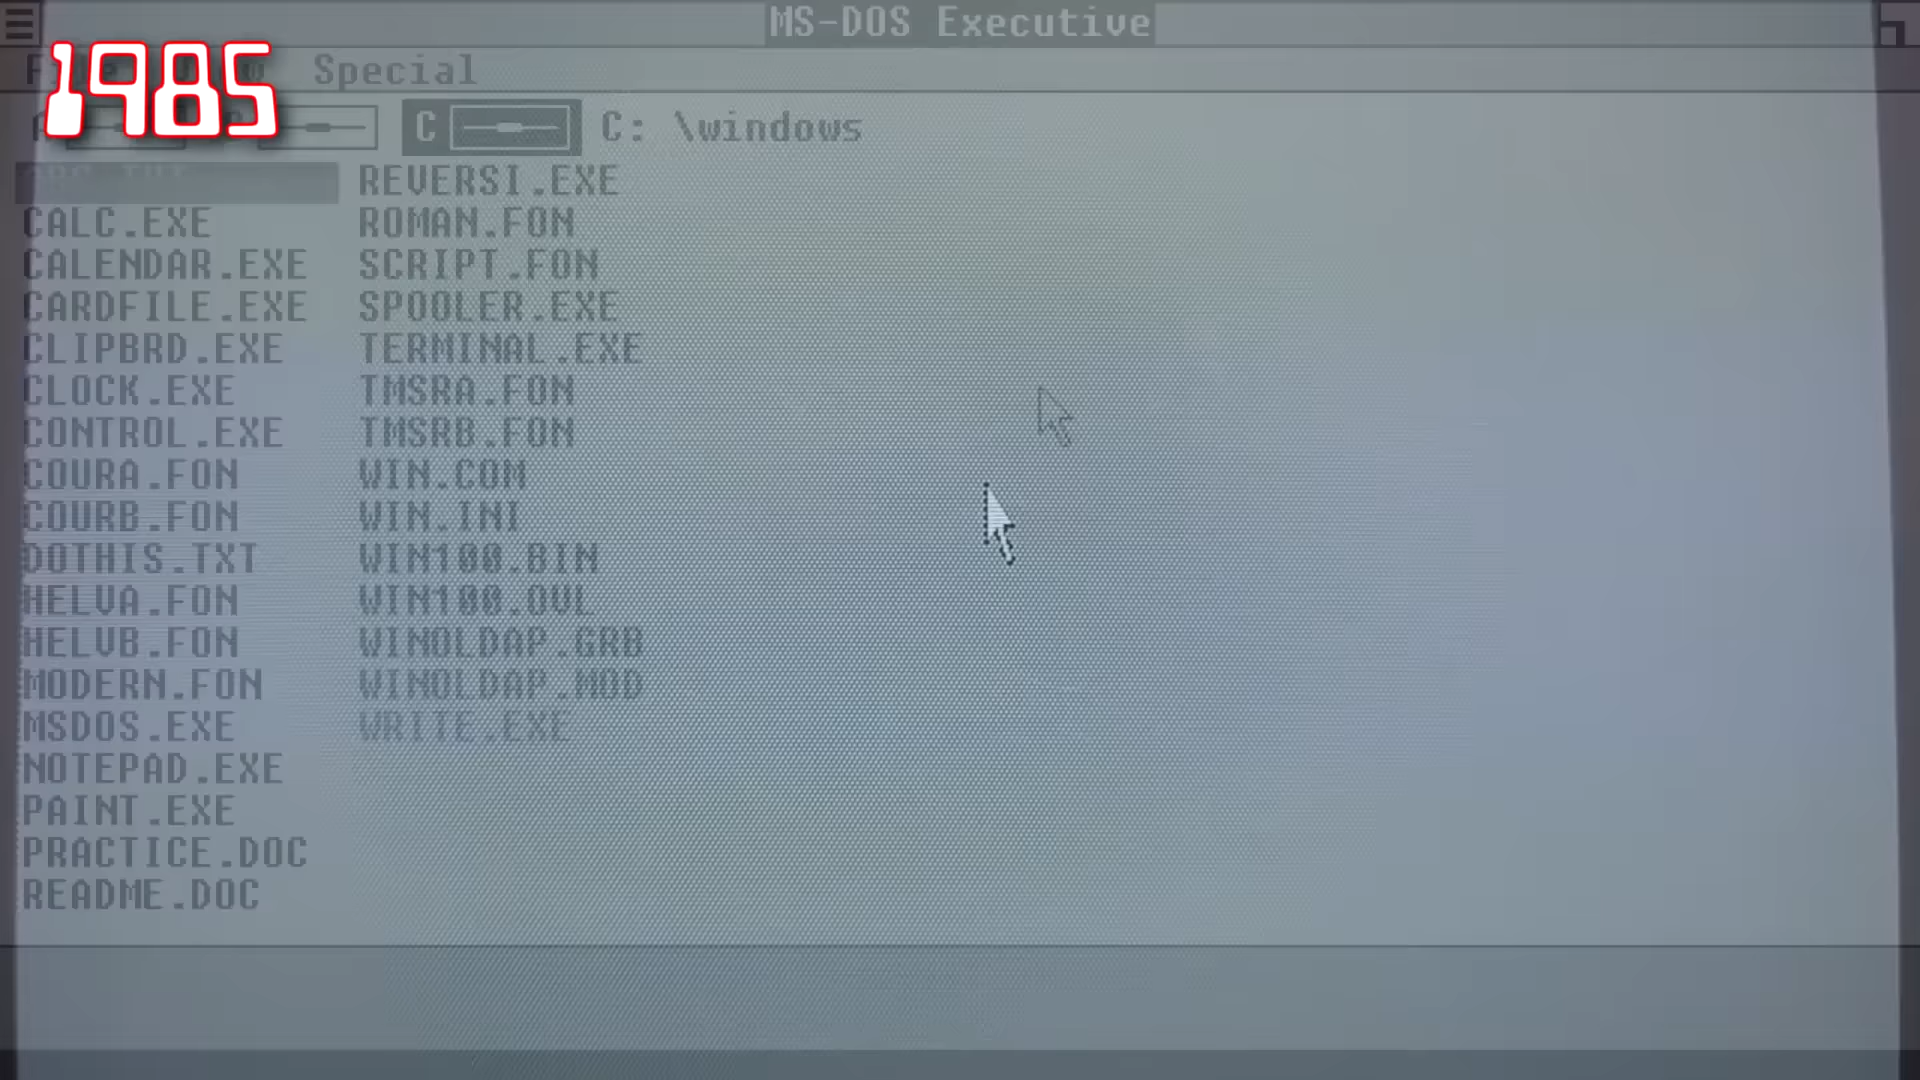 MS-DOS Executive
1985
Special
C C: \windows
REVERSI.EXE
CALC.EXE ROMAN.FON
CALENDAR.EXE SCRIPT.FON
CARDFILE.EXE SPOOLER.EXE
CLIPBRD.EXE TERMINAL.EXE
CLOCK.EXE TMSRA.FON
CONTROL.EXE TMSRB.FON
COURA.FON WIN.COM
COURB.FON WIN.INI
DOTHIS.TXT WIN100.BIN
HELVA.FON WIN100.OVL
HELVB.FON WINOLDAP.GRB
MODERN.FON WINOLDAP.MOD
MSDOS.EXE WRITE.EXE
NOTEPAD.EXE
PAINT.EXE
PRACTICE.DOC
README.DOC